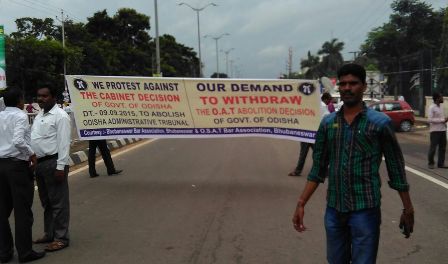 WE PROTEST AGAINST
THE CABINET DECISION
OF GOVT. OF ODISHA
DT:- 09.09.2015, TO ABOLISH
ODISHA ADMINISTRATIVE TRIBUNAL
OUR DEMAND
TO WITHDRAW
THE O.A.T ABOLITION DECISION
OF GOVT. OF ODISHA
Courtesy:- Bhubaneswar Bar Association, Bhubaneswar & O.S.A.T Bar Association, Bhubaneswar